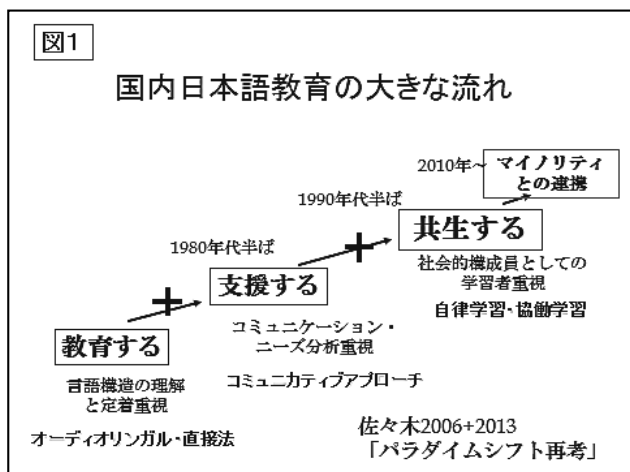 図1
国内日本語教育の大きな流れ
2010年~
マイノリティ
との連携
1990年代半ば
共生する
社会的構成員としての
学習者重視
自律学習・協働学習
1980年代半ば
支援する
コミュニケーション・
ニーズ分析重視
コミュニカティブアプローチ
教育する
言語構造の理解
と定着重視
オーディオリンガル・直接法
佐々木2006+2013
「パラダイムシフト再考」